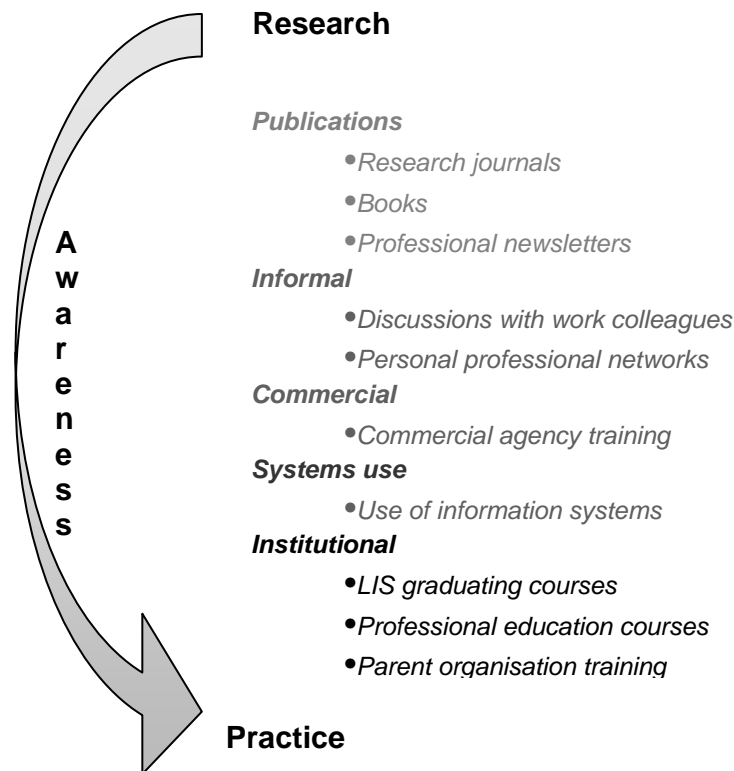 Research
Publications
•Research journals
•Books
•Professional newsletters
Informal
•Discussions with work colleagues
•Personal professional networks
Commercial
•Commercial agency training
Systems use
•Use of information systems
Institutional
•LIS graduating courses
•Professional education courses
•Parent organisation training
Awareness
Practice